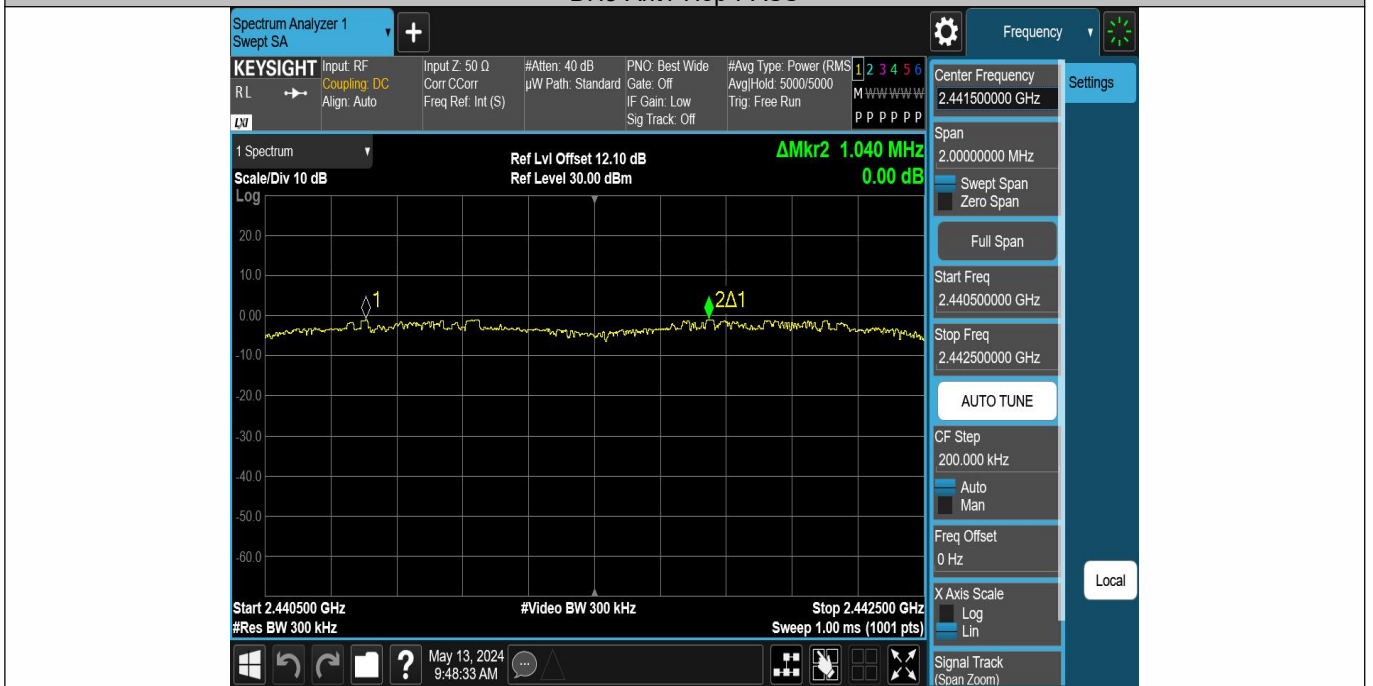 Spectrum Analyzer 1
Swept SA
+
Frequency
KEYSIGHT
RL
LXI
Input: RF
Coupling: DC
Align: Auto
Input Z: 50 Ω
Corr CCorr
Freq Ref: Int (S)
#Atten: 40 dB
µW Path: Standard
PNO: Best Wide
Gate: Off
IF Gain: Low
Sig Track: Off
#Avg Type: Power (RMS
Avg|Hold: 5000/5000
Trig: Free Run
1 2 3 4 5 6
M W W W W W
P P P P P P
1 Spectrum
Scale/Div 10 dB
Log
Ref Lvl Offset 12.10 dB
Ref Level 30.00 dBm
ΔMkr2 1.040 MHz
0.00 dB
20.0
10.0
0.00
-10.0
-20.0
-30.0
-40.0
-50.0
-60.0
1
2Δ1
Start 2.440500 GHz
#Res BW 300 kHz
#Video BW 300 kHz
Stop 2.442500 GHz
Sweep 1.00 ms (1001 pts)
Center Frequency
2.441500000 GHz
Settings
Span
2.00000000 MHz
Swept Span
Zero Span
Full Span
Start Freq
2.440500000 GHz
Stop Freq
2.442500000 GHz
AUTO TUNE
CF Step
200.000 kHz
Auto
Man
Freq Offset
0 Hz
X Axis Scale
Log
Lin
Signal Track
(Span Zoom)
Local
?
May 13, 2024
9:48:33 AM